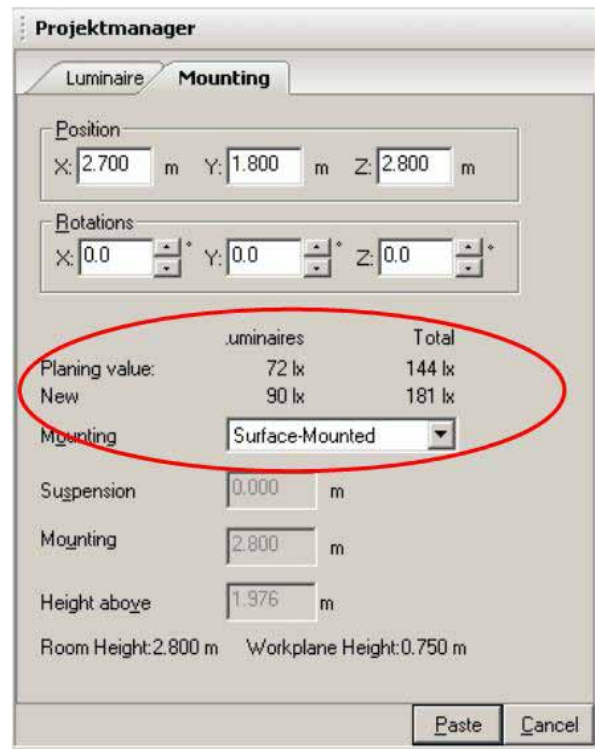 Projektmanager
Luminaire Mounting
Position
X: 2.700 m Y: 1.800 m Z: 2.800 m
Rotations
X: 0.0 ° Y: 0.0 ° Z: 0.0 °
.uminaires Total
Planing value: 72 lx 144 lx
New 90 lx 181 lx
Mounting Surface-Mounted
Suspension 0.000 m
Mounting 2.800 m
Height above 1.976 m
Room Height:2.800 m Workplane Height:0.750 m
Paste Cancel